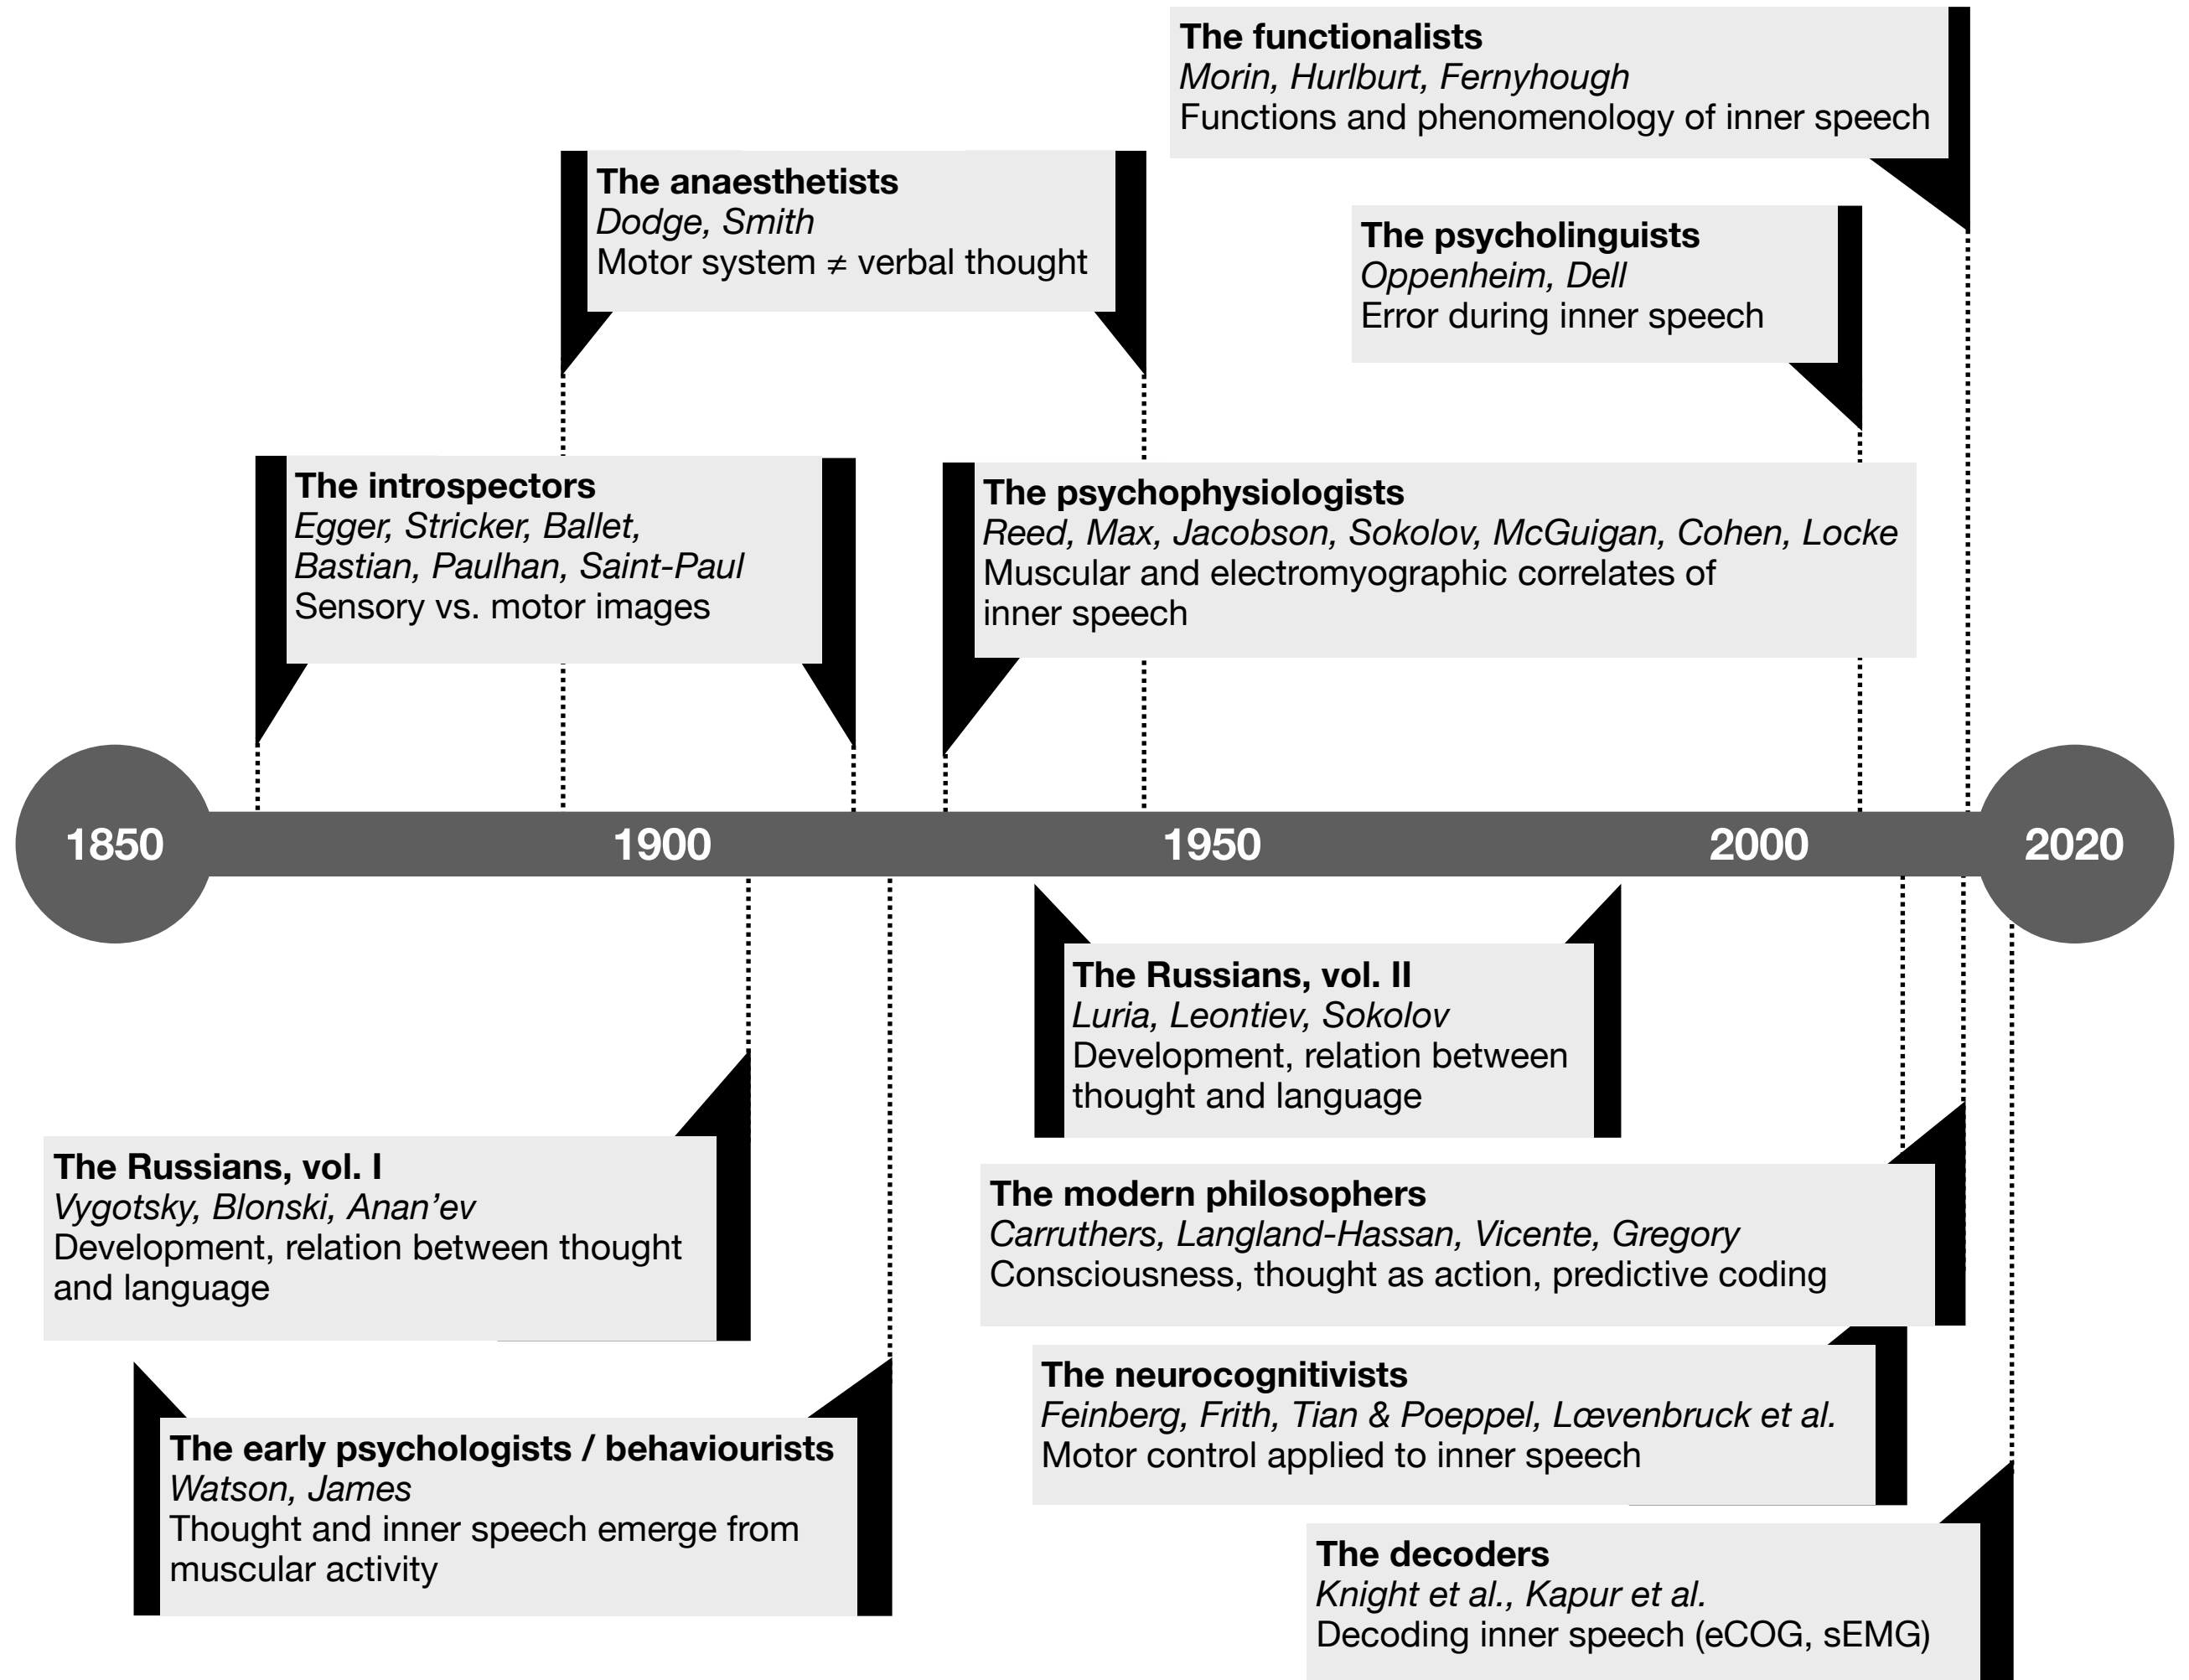 The functionalists
Morin, Hurlburt, Fernyhough
Functions and phenomenology of inner speech
The anaesthetists
Dodge, Smith
Motor system ≠ verbal thought
The psycholinguists
Oppenheim, Dell
Error during inner speech
The introspectors
Egger, Stricker, Ballet,
Bastian, Paulhan, Saint-Paul
Sensory vs. motor images
The psychophysiologists
Reed, Max, Jacobson, Sokolov, McGuigan, Cohen, Locke
Muscular and electromyographic correlates of
inner speech
1850 1900 1950 2000 2020
The Russians, vol. II
Luria, Leontiev, Sokolov
Development, relation between
thought and language
The Russians, vol. I
Vygotsky, Blonski, Anan’ev
Development, relation between thought
and language
The modern philosophers
Carruthers, Langland-Hassan, Vicente, Gregory
Consciousness, thought as action, predictive coding
The neurocognitivists
Feinberg, Frith, Tian & Poeppel, Lœvenbruck et al.
Motor control applied to inner speech
The early psychologists / behaviourists
Watson, James
Thought and inner speech emerge from
muscular activity
The decoders
Knight et al., Kapur et al.
Decoding inner speech (eCOG, sEMG)